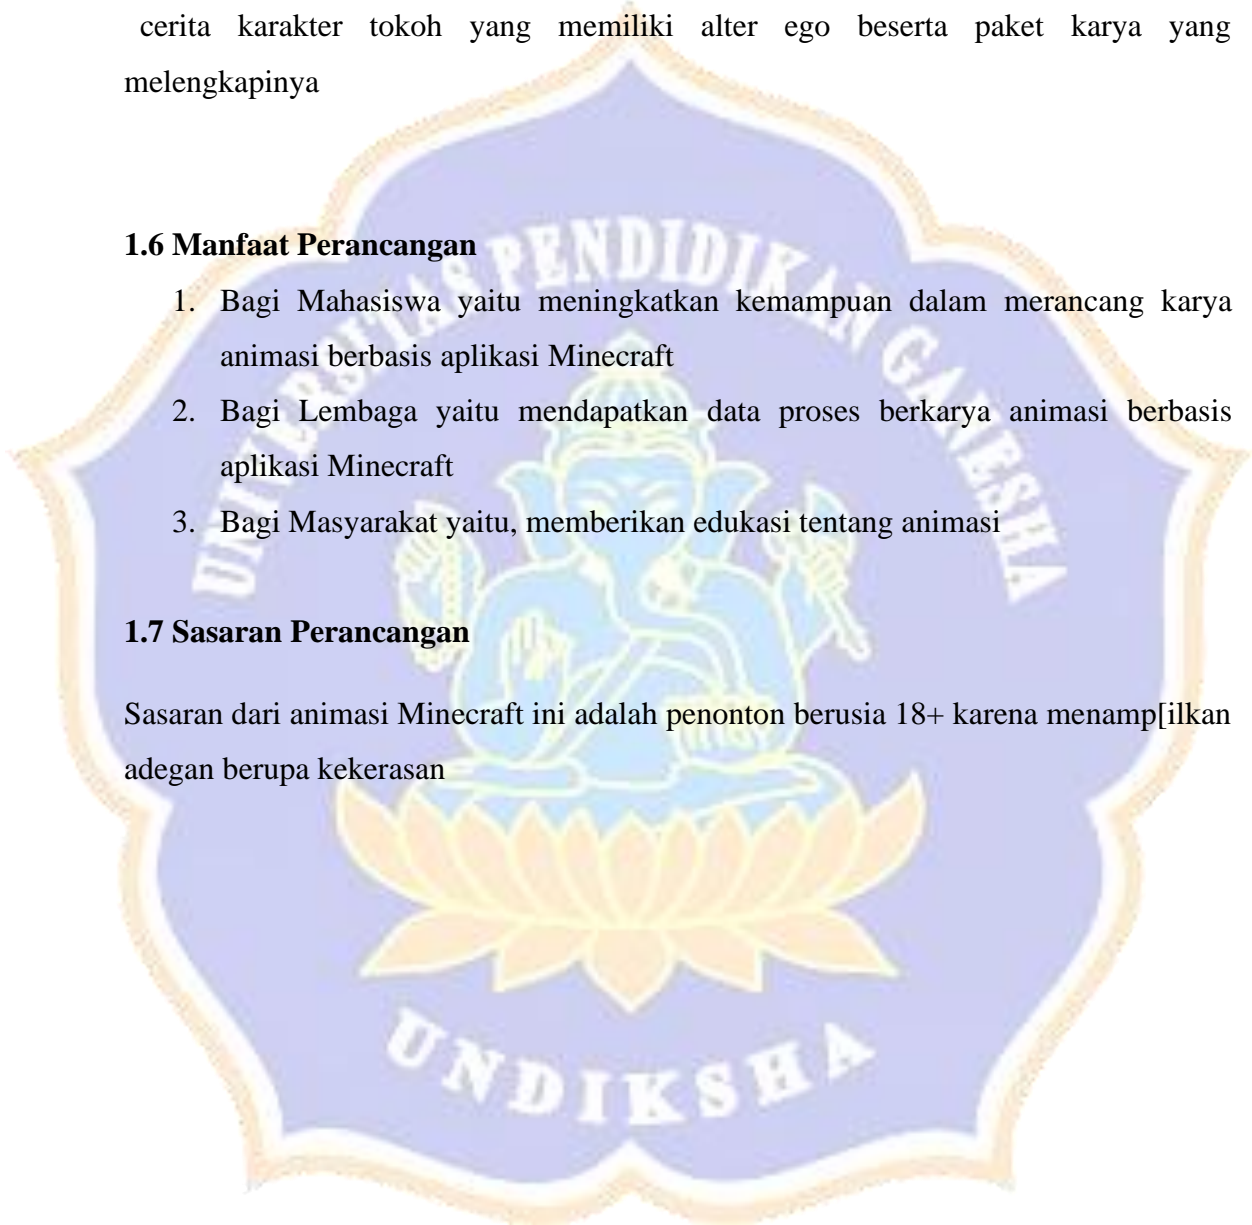 cerita karakter tokoh yang memiliki alter ego beserta paket karya yang
melengkapinya
1.6 Manfaat Perancangan
1. Bagi Mahasiswa yaitu meningkatkan kemampuan dalam merancang karya
animasi berbasis aplikasi Minecraft
2. Bagi Lembaga yaitu mendapatkan data proses berkarya animasi berbasis
aplikasi Minecraft
3. Bagi Masyarakat yaitu, memberikan edukasi tentang animasi
1.7 Sasaran Perancangan
Sasaran dari animasi Minecraft ini adalah penonton berusia 18+ karena menamp[ilkan
adegan berupa kekerasan
UNIVERSITAS PENDIDIKAN GANESHA
UNDIKSHA